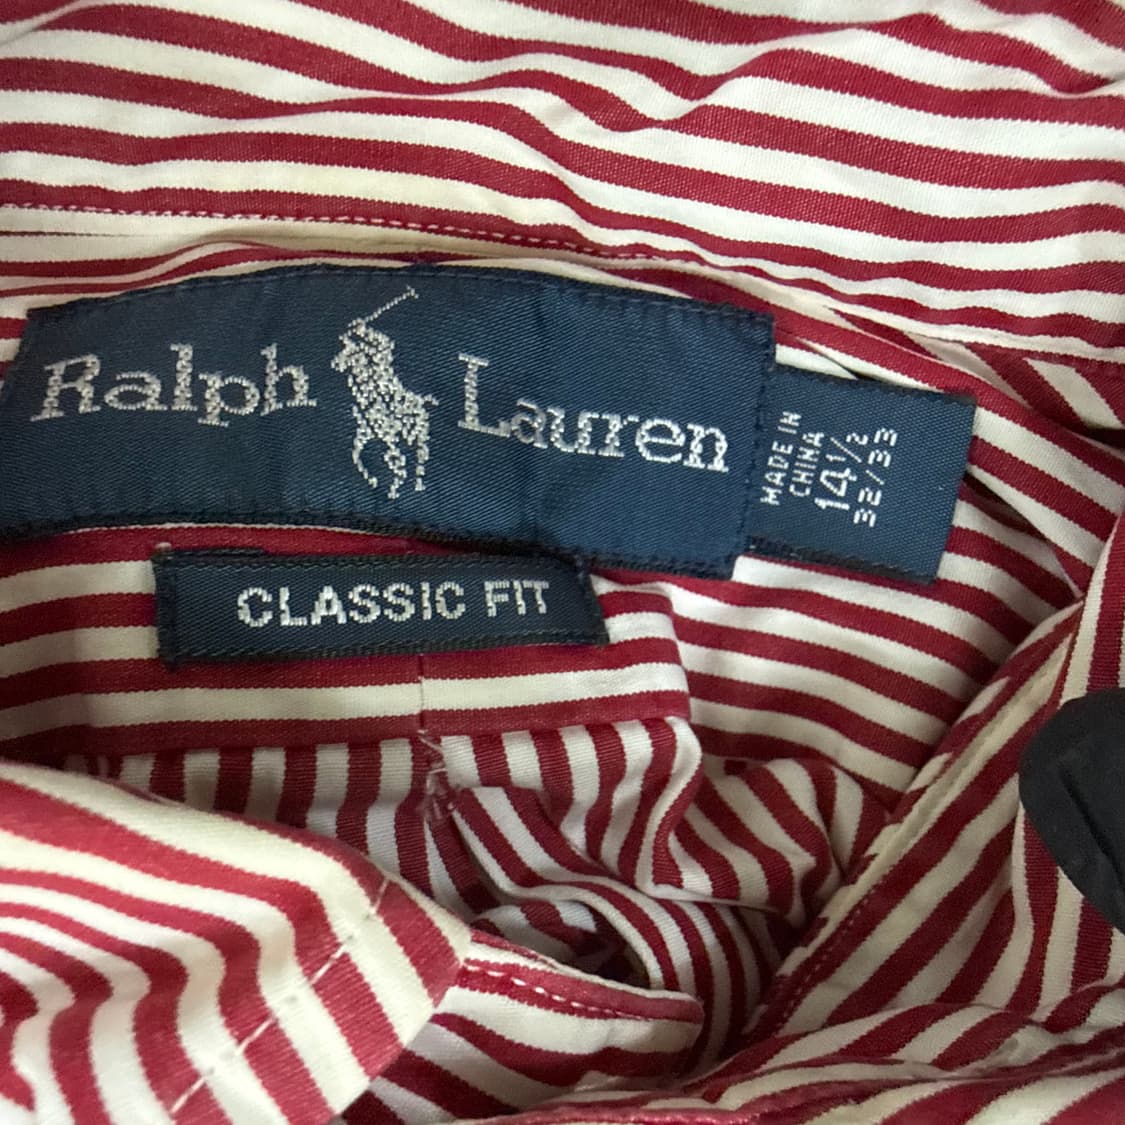 Ralph Lauren
MADE IN
CHINA
14½
32/33
CLASSIC FIT